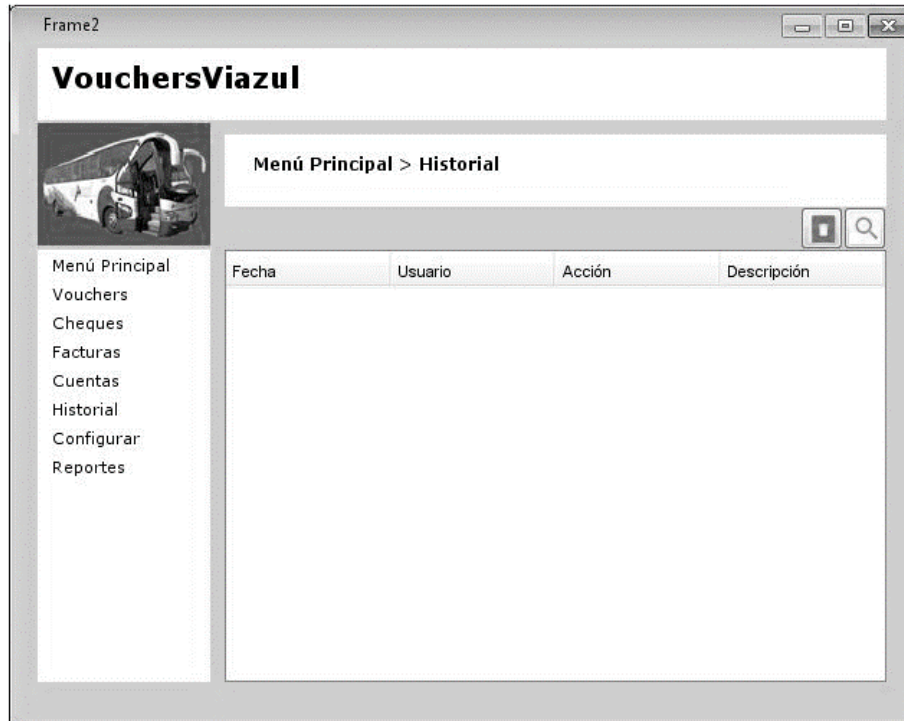 Frame2
VouchersViazul
Menú Principal > Historial
Menú Principal
Vouchers
Cheques
Facturas
Cuentas
Historial
Configurar
Reportes
Fecha Usuario Acción Descripción